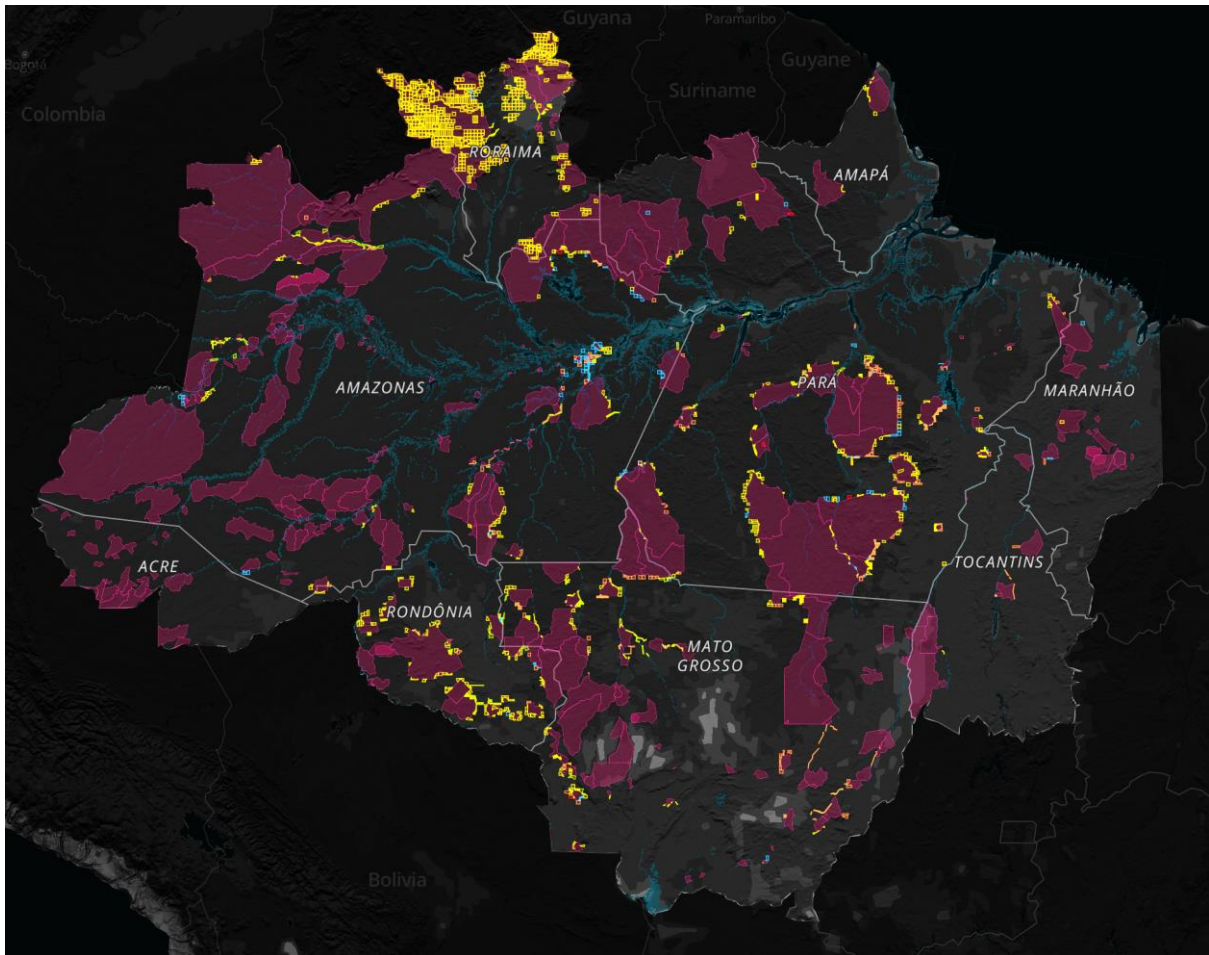 Guyana
Paramaribo
Bogotá
Guyane
Suriname
Colombia
RORAIMA
AMAPÁ
AMAZONAS
PARÁ
MARANHÃO
ACRE
TOCANTINS
RONDÔNIA
MATO
GROSSO
Bolivia